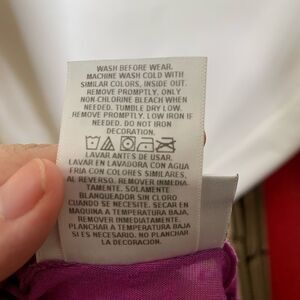 WASH BEFORE WEAR.
MACHINE WASH COLD WITH
SIMILAR COLORS, INSIDE OUT.
REMOVE PROMPTLY. ONLY
NON-CHLORINE BLEACH WHEN
NEEDED. TUMBLE DRY LOW.
REMOVE PROMPTLY. LOW IRON IF
NEEDED. DO NOT IRON
DECORATION.
LAVAR ANTES DE USAR.
LAVAR EN LAVADORA CON AGUA
FRIA CON COLORES SIMILARES,
AL REVERSO. REMOVER INMEDIA-
TAMENTE. SOLAMENTE
BLANQUEADOR SIN CLORO
CUANDO SE NECESITE. SECAR EN
MAQUINA A TEMPERATURA BAJA.
REMOVER INMEDIATAMENTE.
PLANCHAR A TEMPERATURA BAJA
SI ES NECESARIO. NO PLANCHAR
LA DECORACION.